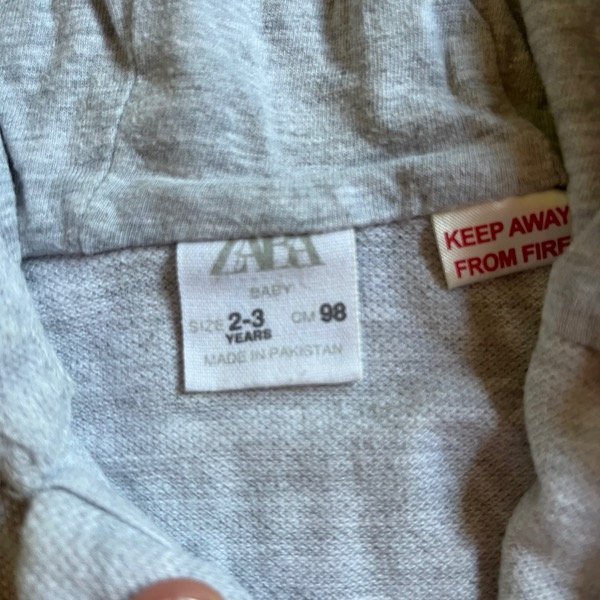 ZARA
BABY
SIZE 2-3 CM 98
YEARS
MADE IN PAKISTAN
KEEP AWAY
FROM FIRE